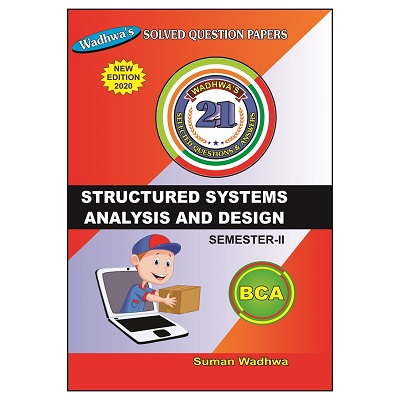 Wadhwa's SOLVED QUESTION PAPERS
NEW
EDITION
2020
WADHWA'S
21
SELECTED QUESTIONS & ANSWERS
STRUCTURED SYSTEMS
ANALYSIS AND DESIGN
SEMESTER-II
BCA
Suman Wadhwa